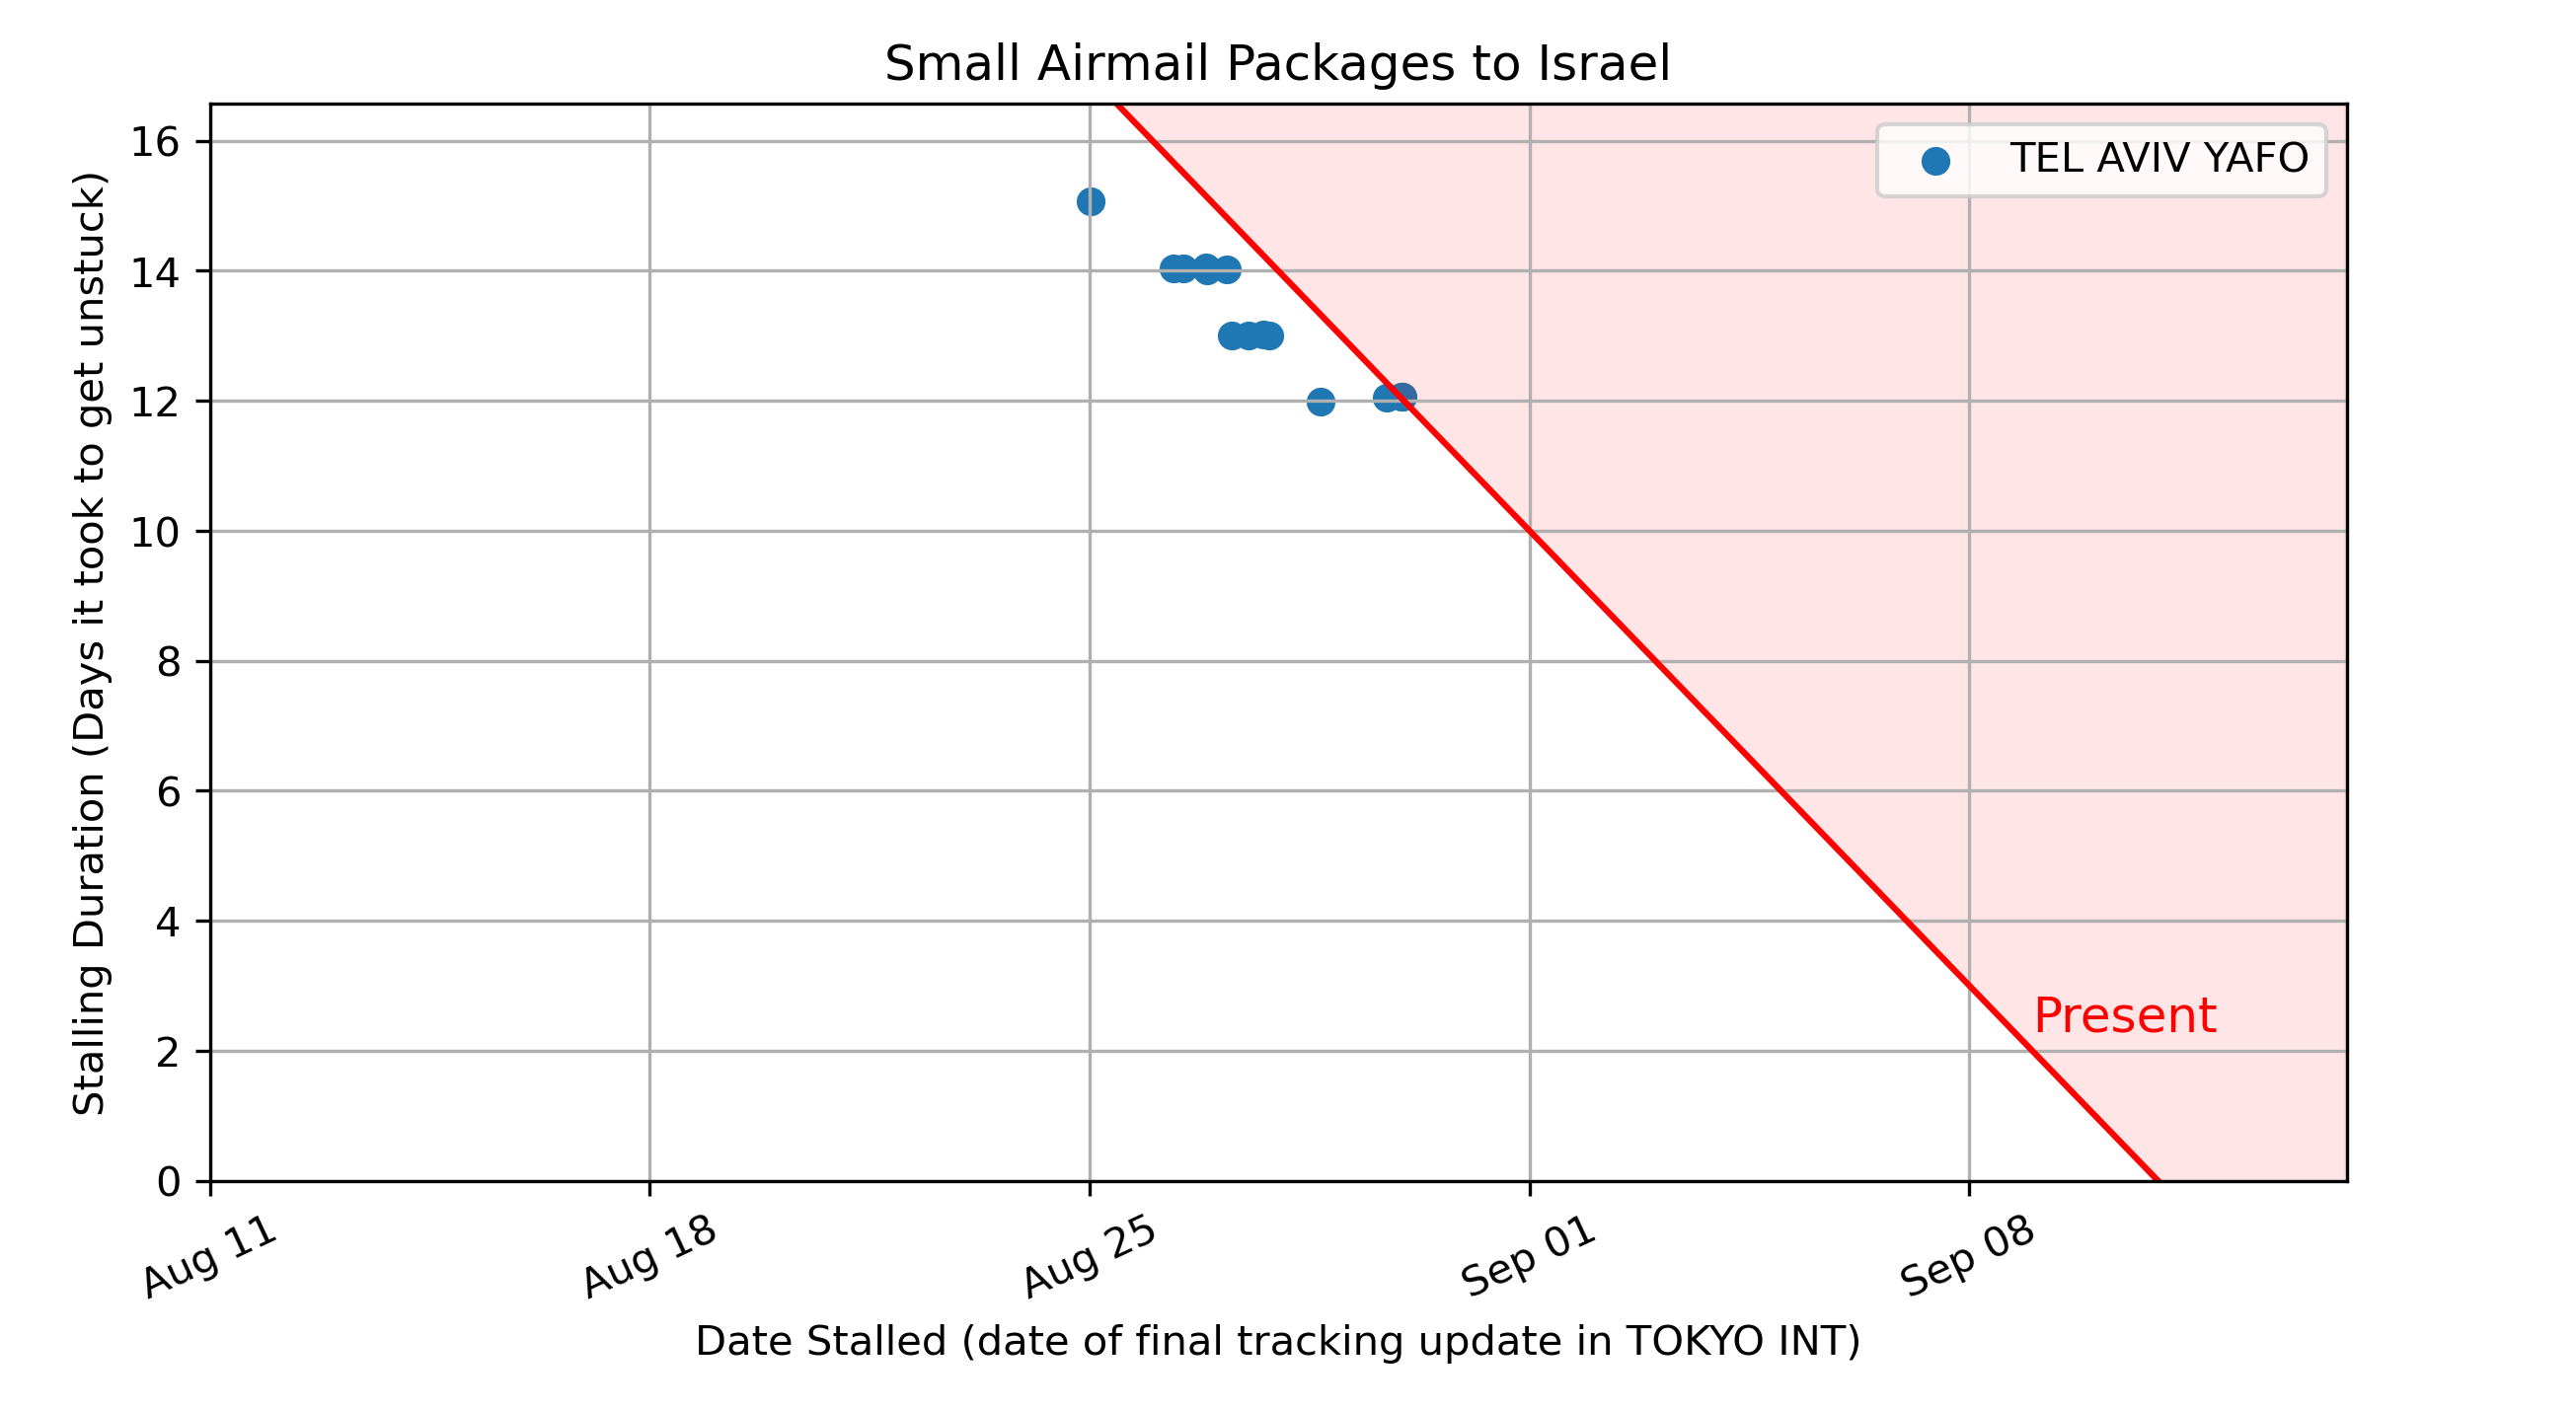 Small Airmail Packages to Israel
TEL AVIV YAFO
Stalling Duration (Days it took to get unstuck)
16
14
12
10
8
6
4
2
0
Present
Aug 11
Aug 18
Aug 25
Sep 01
Sep 08
Date Stalled (date of final tracking update in TOKYO INT)